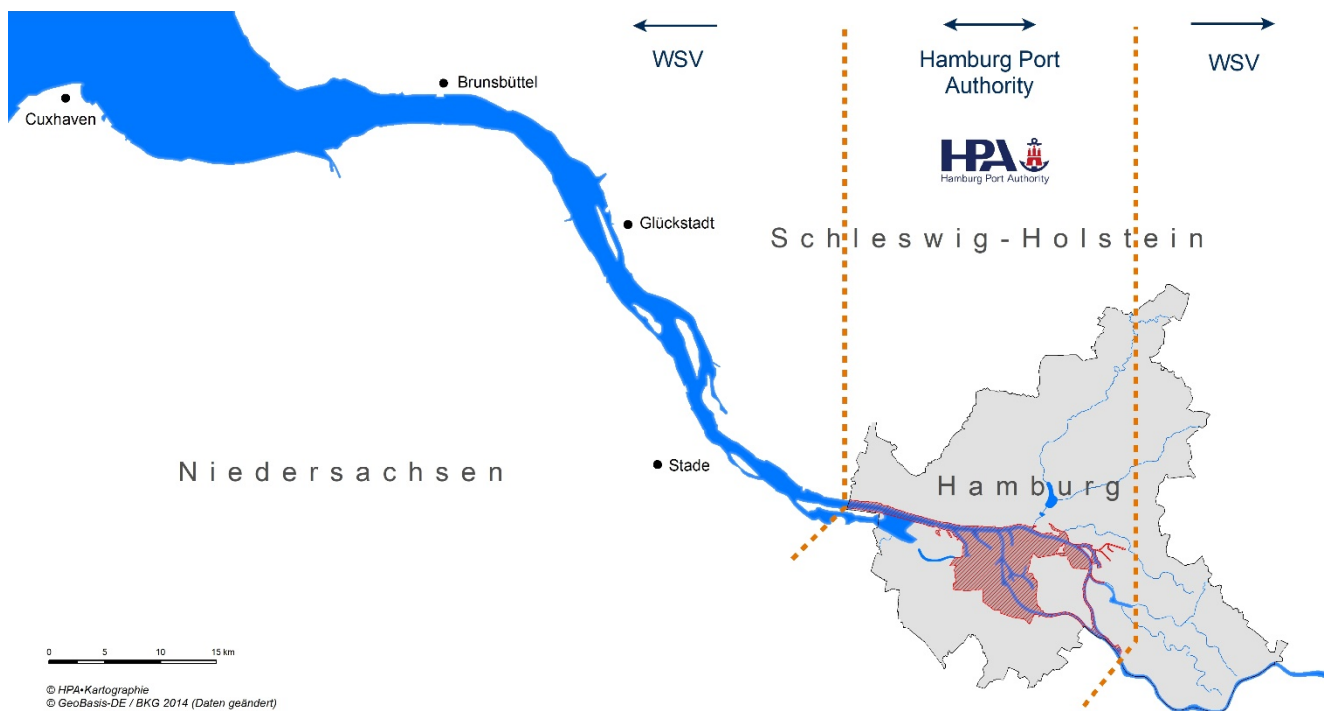 WSV
Hamburg Port
Authority
WSV
HPA
Hamburg Port Authority
Brunsbüttel
Cuxhaven
Glückstadt
Schleswig-Holstein
Niedersachsen
Stade
Hamburg
0 5 10 15 km
© HPA•Kartographie
© GeoBasis-DE / BKG 2014 (Daten geändert)